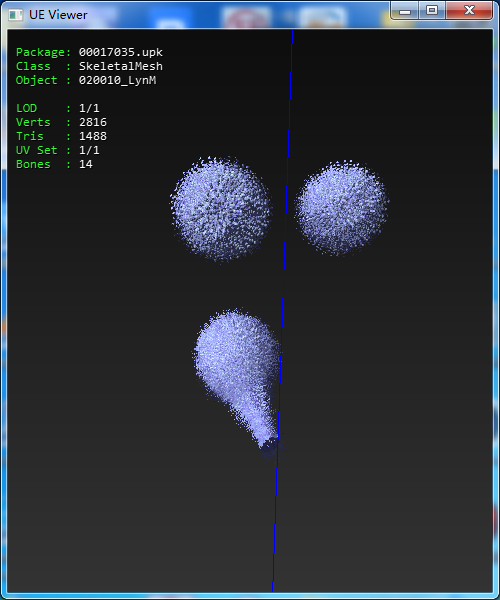 UE Viewer
Package: 00017035.upk
Class : SkeletalMesh
Object : 020010_LynM
LOD : 1/1
Verts : 2816
Tris : 1488
UV Set : 1/1
Bones : 14